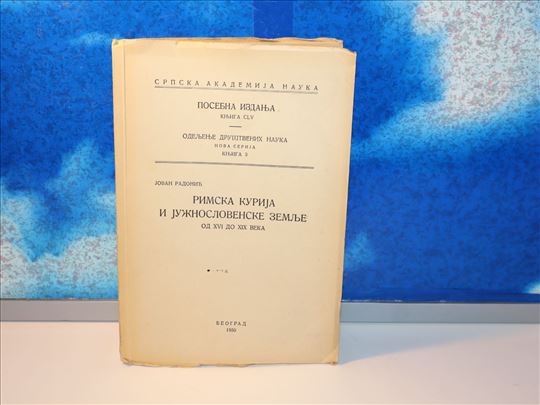 СРПСКА АКАДЕМИЈА НАУКА
ПОСЕБНА ИЗДАЊА
КЊИГА CLV
ОДЕЉЕЊЕ ДРУШТВЕНИХ НАУКА
НОВА СЕРИЈА
КЊИГА 3
ЈОВАН РАДОНИЋ
РИМСКА КУРИЈА
И ЈУЖНОСЛОВЕНСКЕ ЗЕМЉЕ
ОД XVI ДО XIX ВЕКА
БЕОГРАД
1950